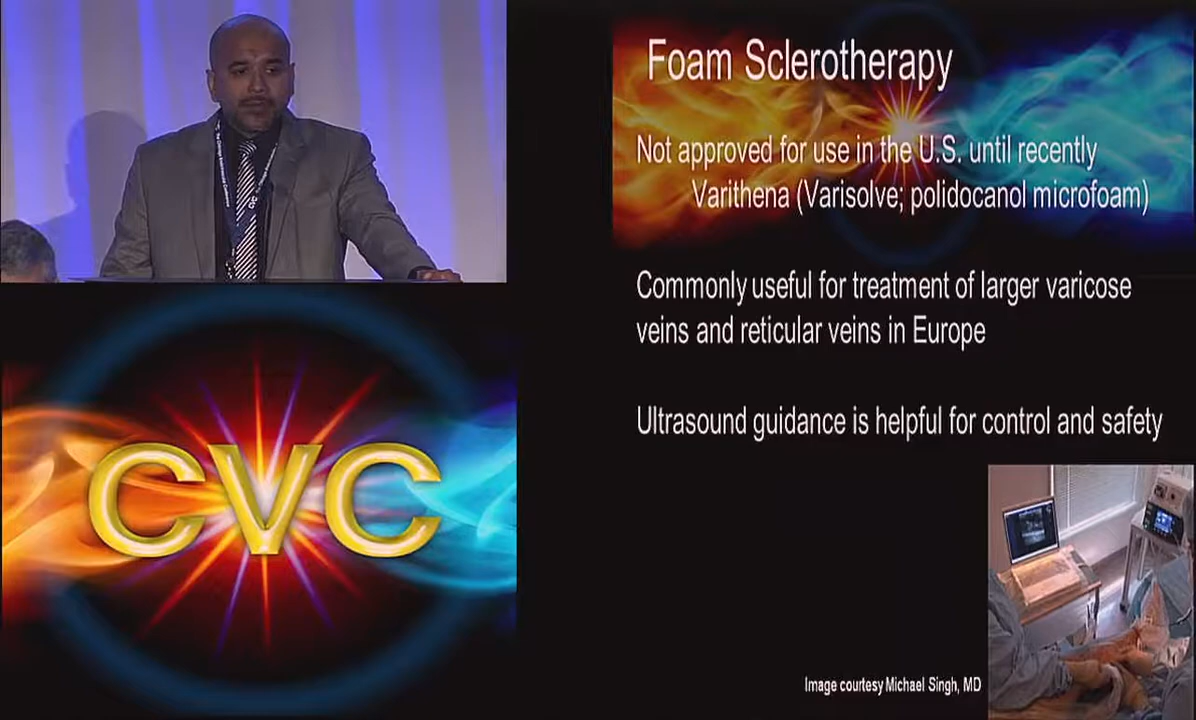 Foam Sclerotherapy
Not approved for use in the U.S. until recently
Varithena (Varisolve; polidocanol microfoam)
Commonly useful for treatment of larger varicose
veins and reticular veins in Europe
Ultrasound guidance is helpful for control and safety
CVC
Image courtesy Michael Singh, MD